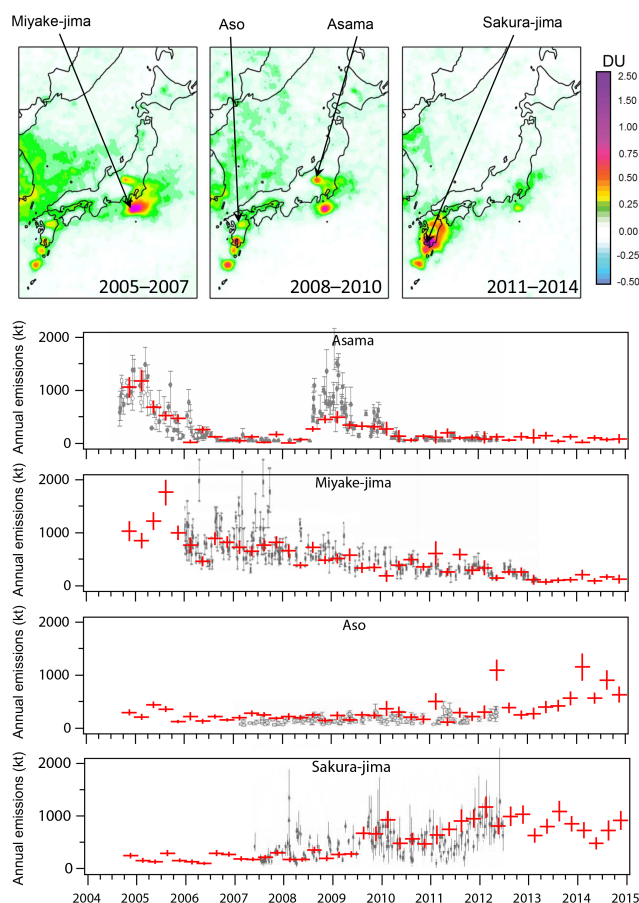 Miyake-jima
Aso
Asama
Sakura-jima
DU
2.50
1.50
1.00
0.75
0.50
0.25
0.00
-0.25
-0.50
2005–2007
2008–2010
2011–2014
Annual emissions (kt)
2000
1000
0
Asama
Annual emissions (kt)
2000
1000
0
Miyake-jima
Annual emissions (kt)
2000
1000
0
Aso
Annual emissions (kt)
2000
1000
0
Sakura-jima
2004 2005 2006 2007 2008 2009 2010 2011 2012 2013 2014 2015